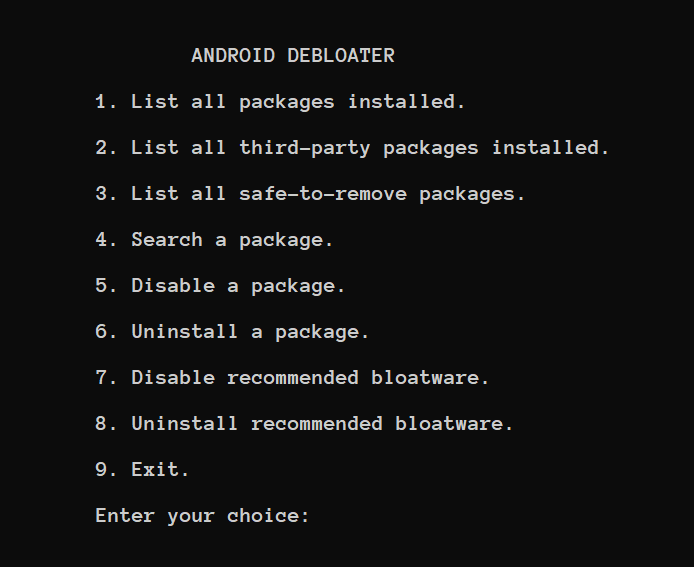 ANDROID DEBLOATER
1. List all packages installed.
2. List all third-party packages installed.
3. List all safe-to-remove packages.
4. Search a package.
5. Disable a package.
6. Uninstall a package.
7. Disable recommended bloatware.
8. Uninstall recommended bloatware.
9. Exit.
Enter your choice: